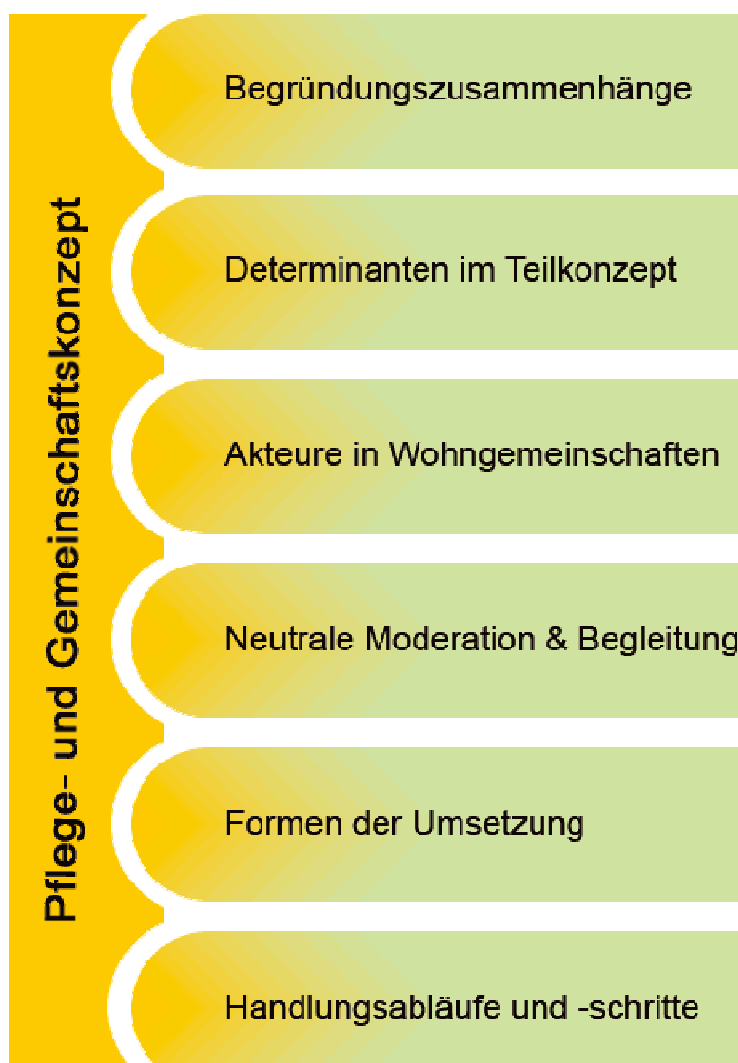 Pflege- und Gemeinschaftskonzept
Begründungszusammenhänge
Determinanten im Teilkonzept
Akteure in Wohngemeinschaften
Neutrale Moderation & Begleitung
Formen der Umsetzung
Handlungsabläufe und -schritte